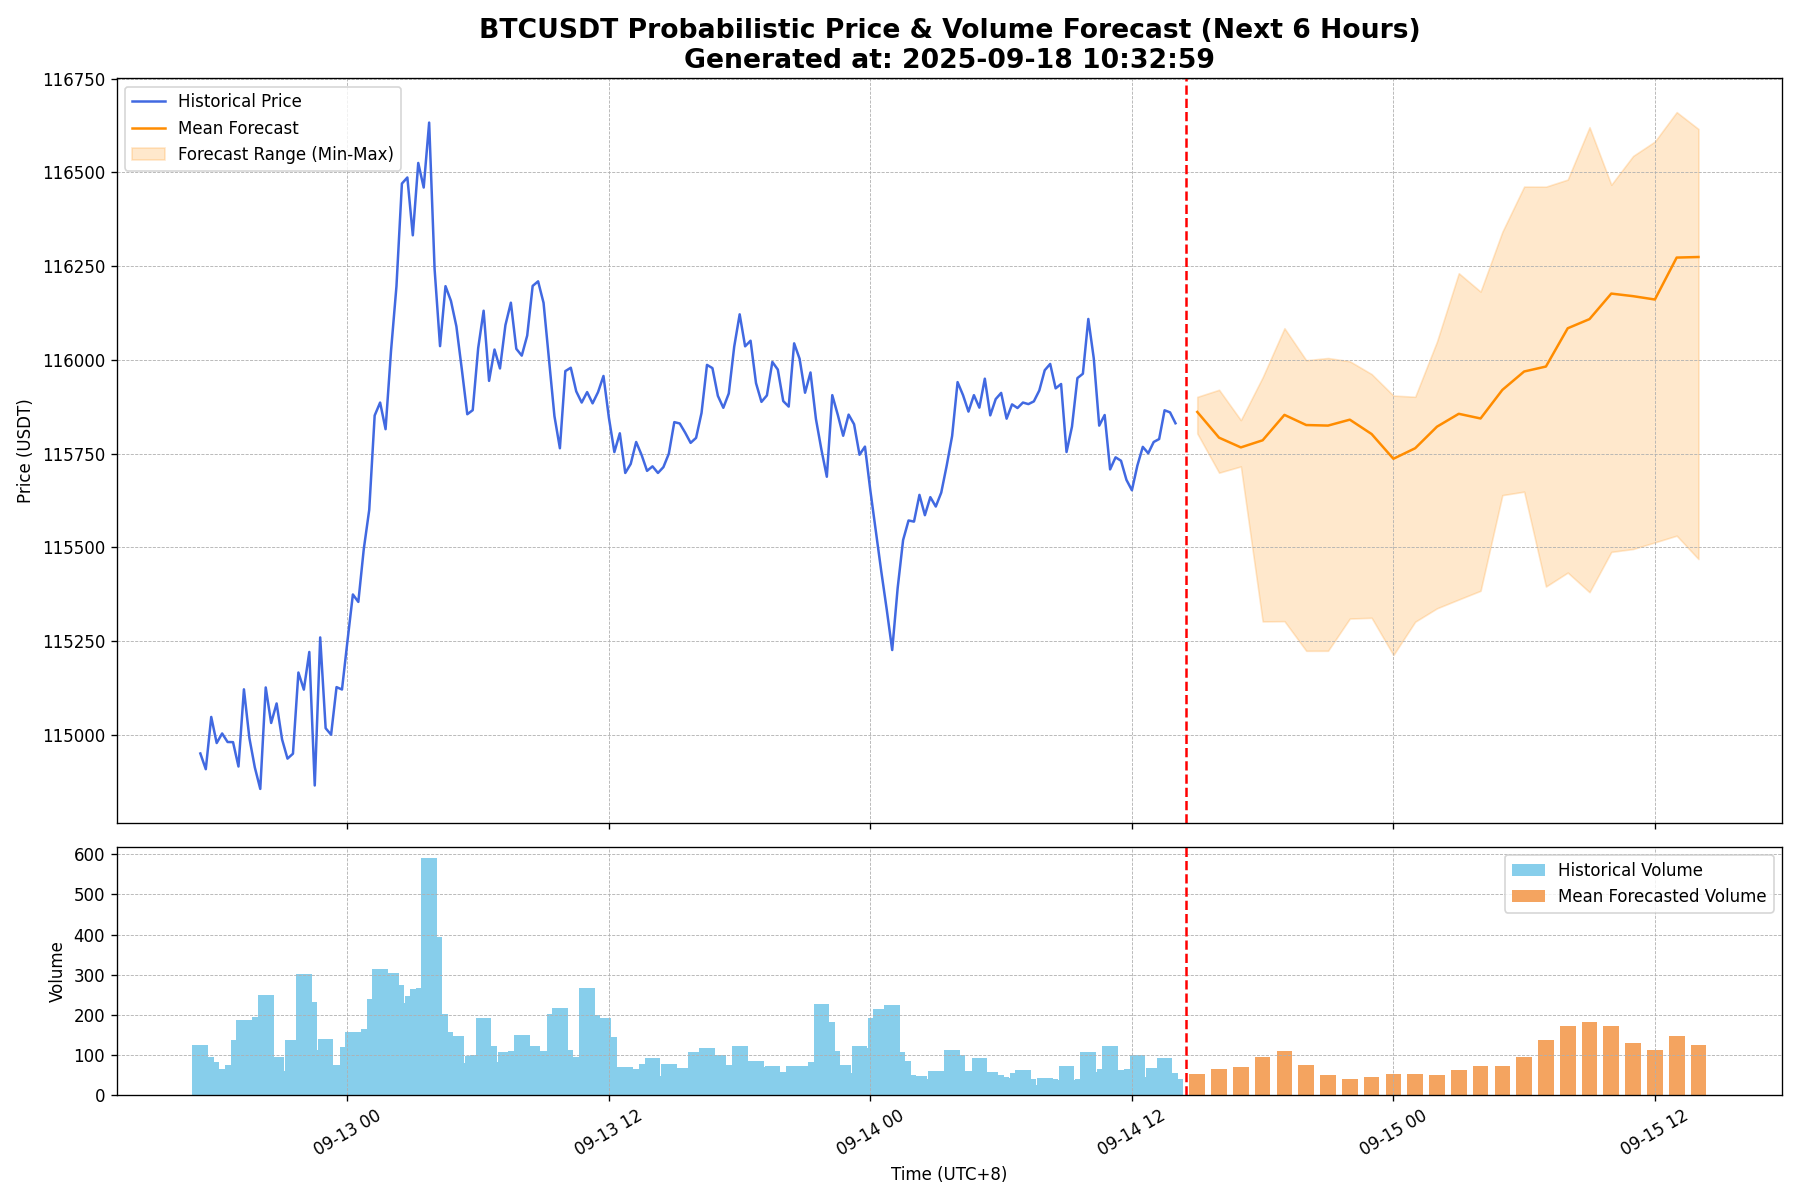 BTCUSDT Probabilistic Price & Volume Forecast (Next 6 Hours)
Generated at: 2025-09-18 10:32:59
Historical Price
Mean Forecast
Forecast Range (Min-Max)
Price (USDT)
116750
116500
116250
116000
115750
115500
115250
115000
Historical Volume
Mean Forecasted Volume
Volume
600
500
400
300
200
100
0
09-13 00
09-13 12
09-14 00
09-14 12
09-15 00
09-15 12
Time (UTC+8)